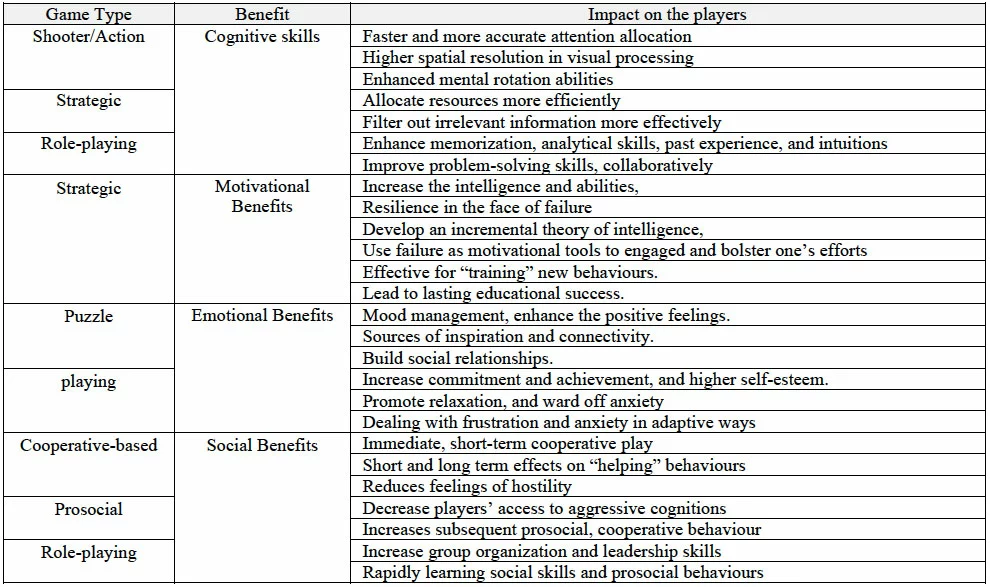 Game Type Benefit Impact on the players
Shooter/Action Cognitive skills Faster and more accurate attention allocation
Higher spatial resolution in visual processing
Enhanced mental rotation abilities
Strategic Allocate resources more efficiently
Filter out irrelevant information more effectively
Role-playing Enhance memorization, analytical skills, past experience, and intuitions
Improve problem-solving skills, collaboratively
Strategic Motivational Increase the intelligence and abilities,
Benefits Resilience in the face of failure
Develop an incremental theory of intelligence,
Use failure as motivational tools to engaged and bolster one’s efforts
Effective for “training” new behaviours.
Lead to lasting educational success.
Puzzle Emotional Benefits Mood management, enhance the positive feelings.
Sources of inspiration and connectivity.
Build social relationships.
playing Increase commitment and achievement, and higher self-esteem.
Promote relaxation, and ward off anxiety
Dealing with frustration and anxiety in adaptive ways
Cooperative-based Social Benefits Immediate, short-term cooperative play
Short and long term effects on “helping” behaviours
Reduces feelings of hostility
Prosocial Decrease players’ access to aggressive cognitions
Increases subsequent prosocial, cooperative behaviour
Role-playing Increase group organization and leadership skills
Rapidly learning social skills and prosocial behaviours